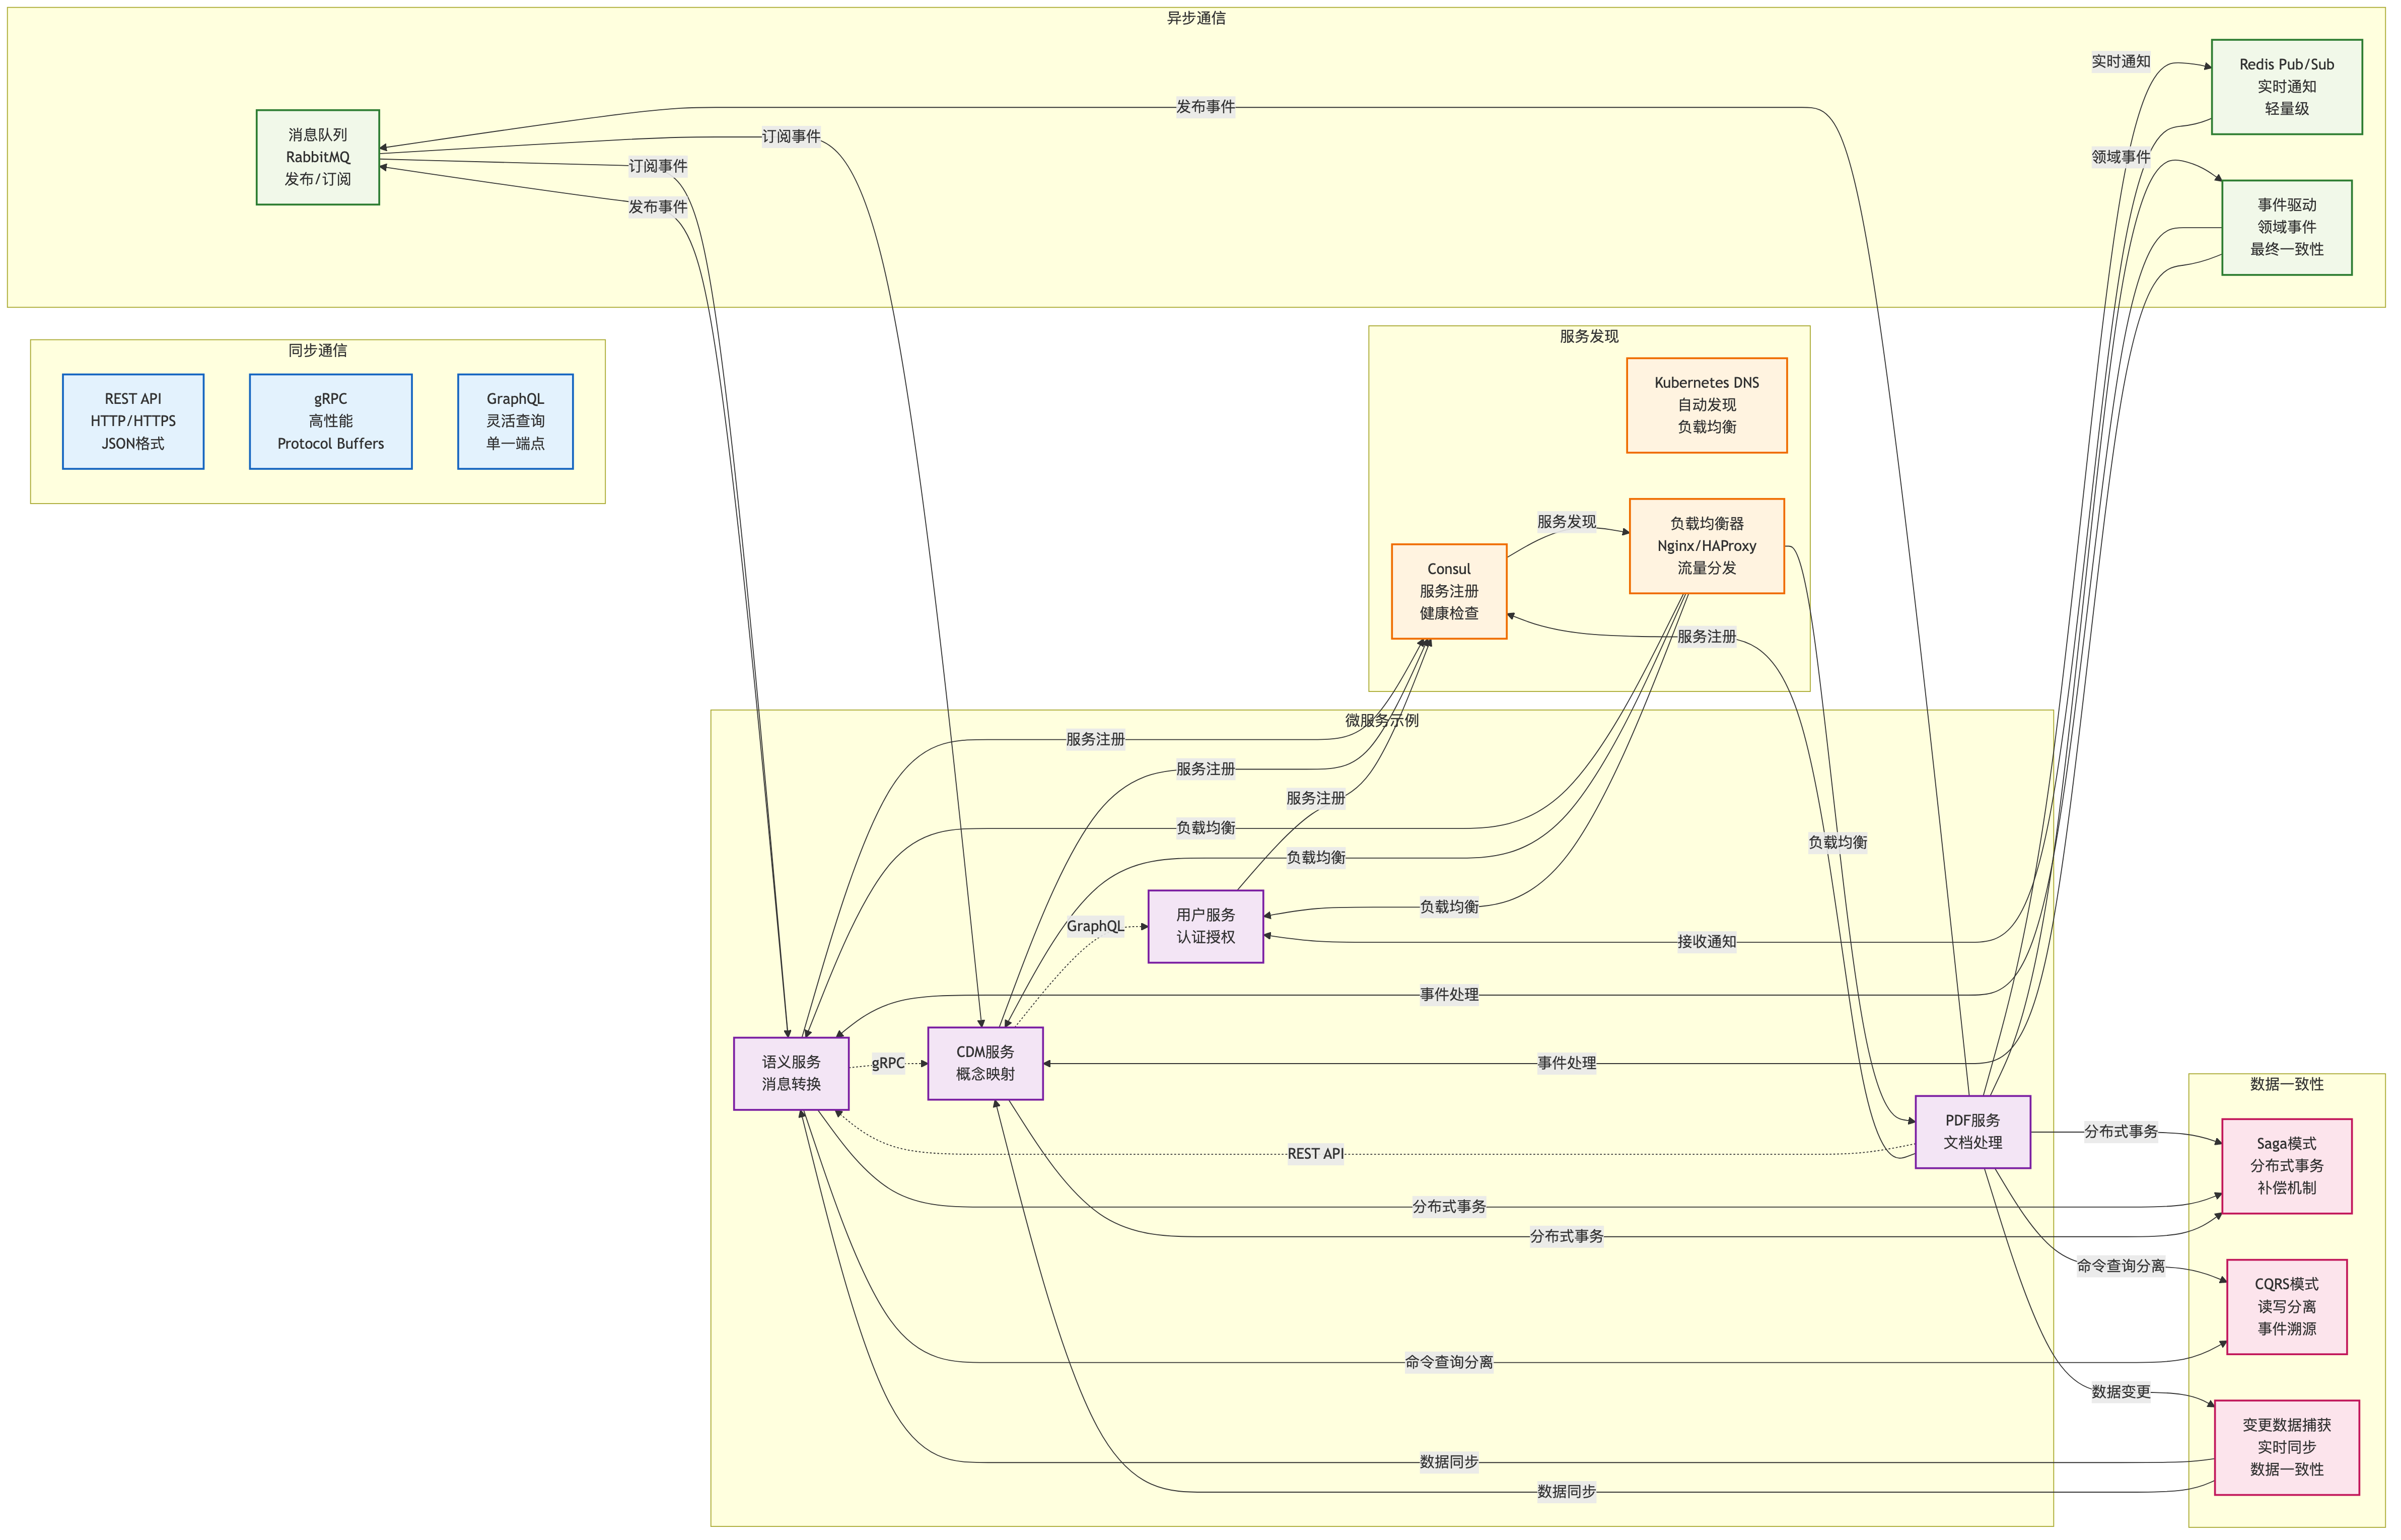 异步通信
Redis Pub/Sub
实时通知
轻量级
实时通知
发布事件
消息队列
RabbitMQ
发布/订阅
订阅事件
订阅事件
发布事件
领域事件
事件驱动
领域事件
最终一致性
同步通信
REST API
HTTP/HTTPS
JSON格式
gRPC
高性能
Protocol Buffers
GraphQL
灵活查询
单一端点
服务发现
Kubernetes DNS
自动发现
负载均衡
服务发现
负载均衡器
Nginx/HAProxy
流量分发
Consul
服务注册
健康检查
服务注册
微服务示例
服务注册
服务注册
服务注册
负载均衡
负载均衡
负载均衡
负载均衡
GraphQL
用户服务
认证授权
接收通知
事件处理
语义服务
消息转换
gRPC
CDM服务
概念映射
事件处理
PDF服务
文档处理
REST API
分布式事务
分布式事务
分布式事务
命令查询分离
命令查询分离
数据变更
数据同步
数据同步
数据一致性
Saga模式
分布式事务
补偿机制
CQRS模式
读写分离
事件溯源
变更数据捕获
实时同步
数据一致性